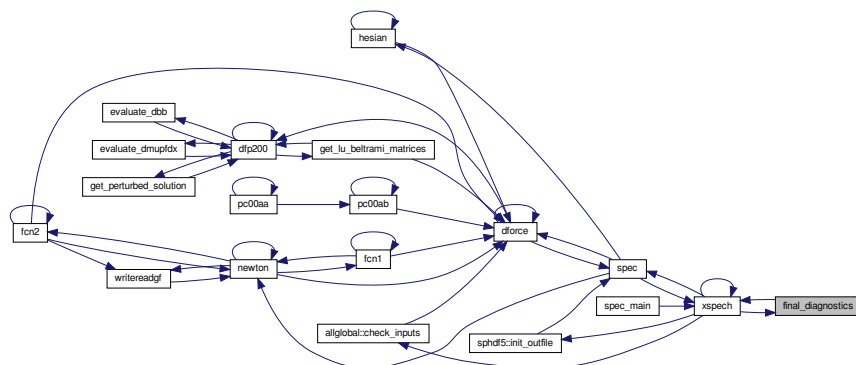 hesian
evaluate_dbb
evaluate_dmupfdx
dfp200
get_lu_beltrami_matrices
get_perturbed_solution
pc00aa
pc00ab
fcn2
dforce
writereadgf
newton
fcn1
spec
spec_main
xspech
final_diagnostics
allglobal::check_inputs
sphdf5::init_outfile